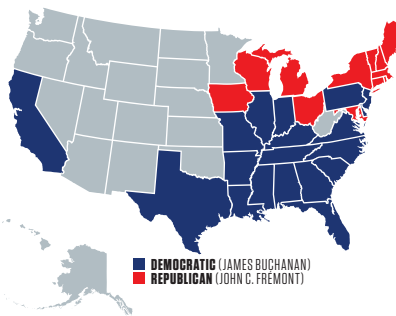 DEMOCRATIC (JAMES BUCHANAN)
REPUBLICAN (JOHN C. FRÉMONT)